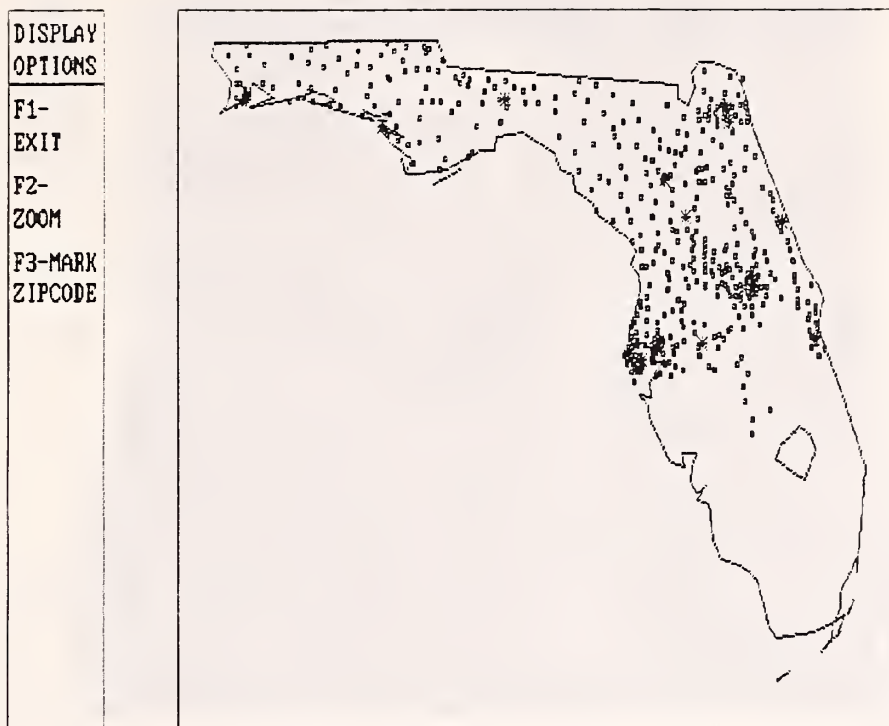 DISPLAY
OPTIONS
F1-
EXIT
F2-
ZOOM
F3-MARK
ZIPCODE